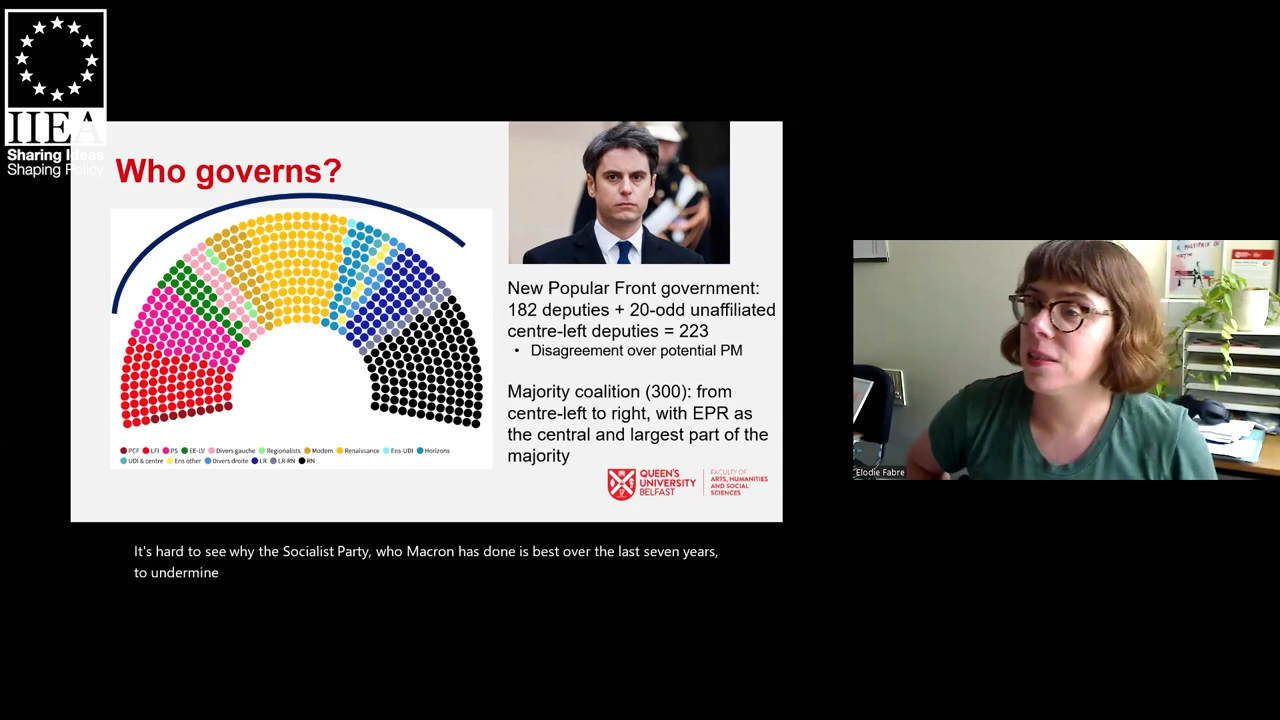 IIEA
Sharing Ideas
Shaping Policy
Who governs?
New Popular Front government:
182 deputies + 20-odd unaffiliated
centre-left deputies = 223
• Disagreement over potential PM
Majority coalition (300): from
centre-left to right, with EPR as
the central and largest part of the
majority
PCF LFI PS EE-LV Divers gauche Regionalists Modem Renaissance Ens-UDI Horizons
UDI & centre Ens other Divers droite LR LR-RN RN
QUEEN'S
UNIVERSITY
BELFAST
FACULTY OF
ARTS, HUMANITIES
AND SOCIAL
SCIENCES
Elodie Fabre
It's hard to see why the Socialist Party, who Macron has done is best over the last seven years,
to undermine